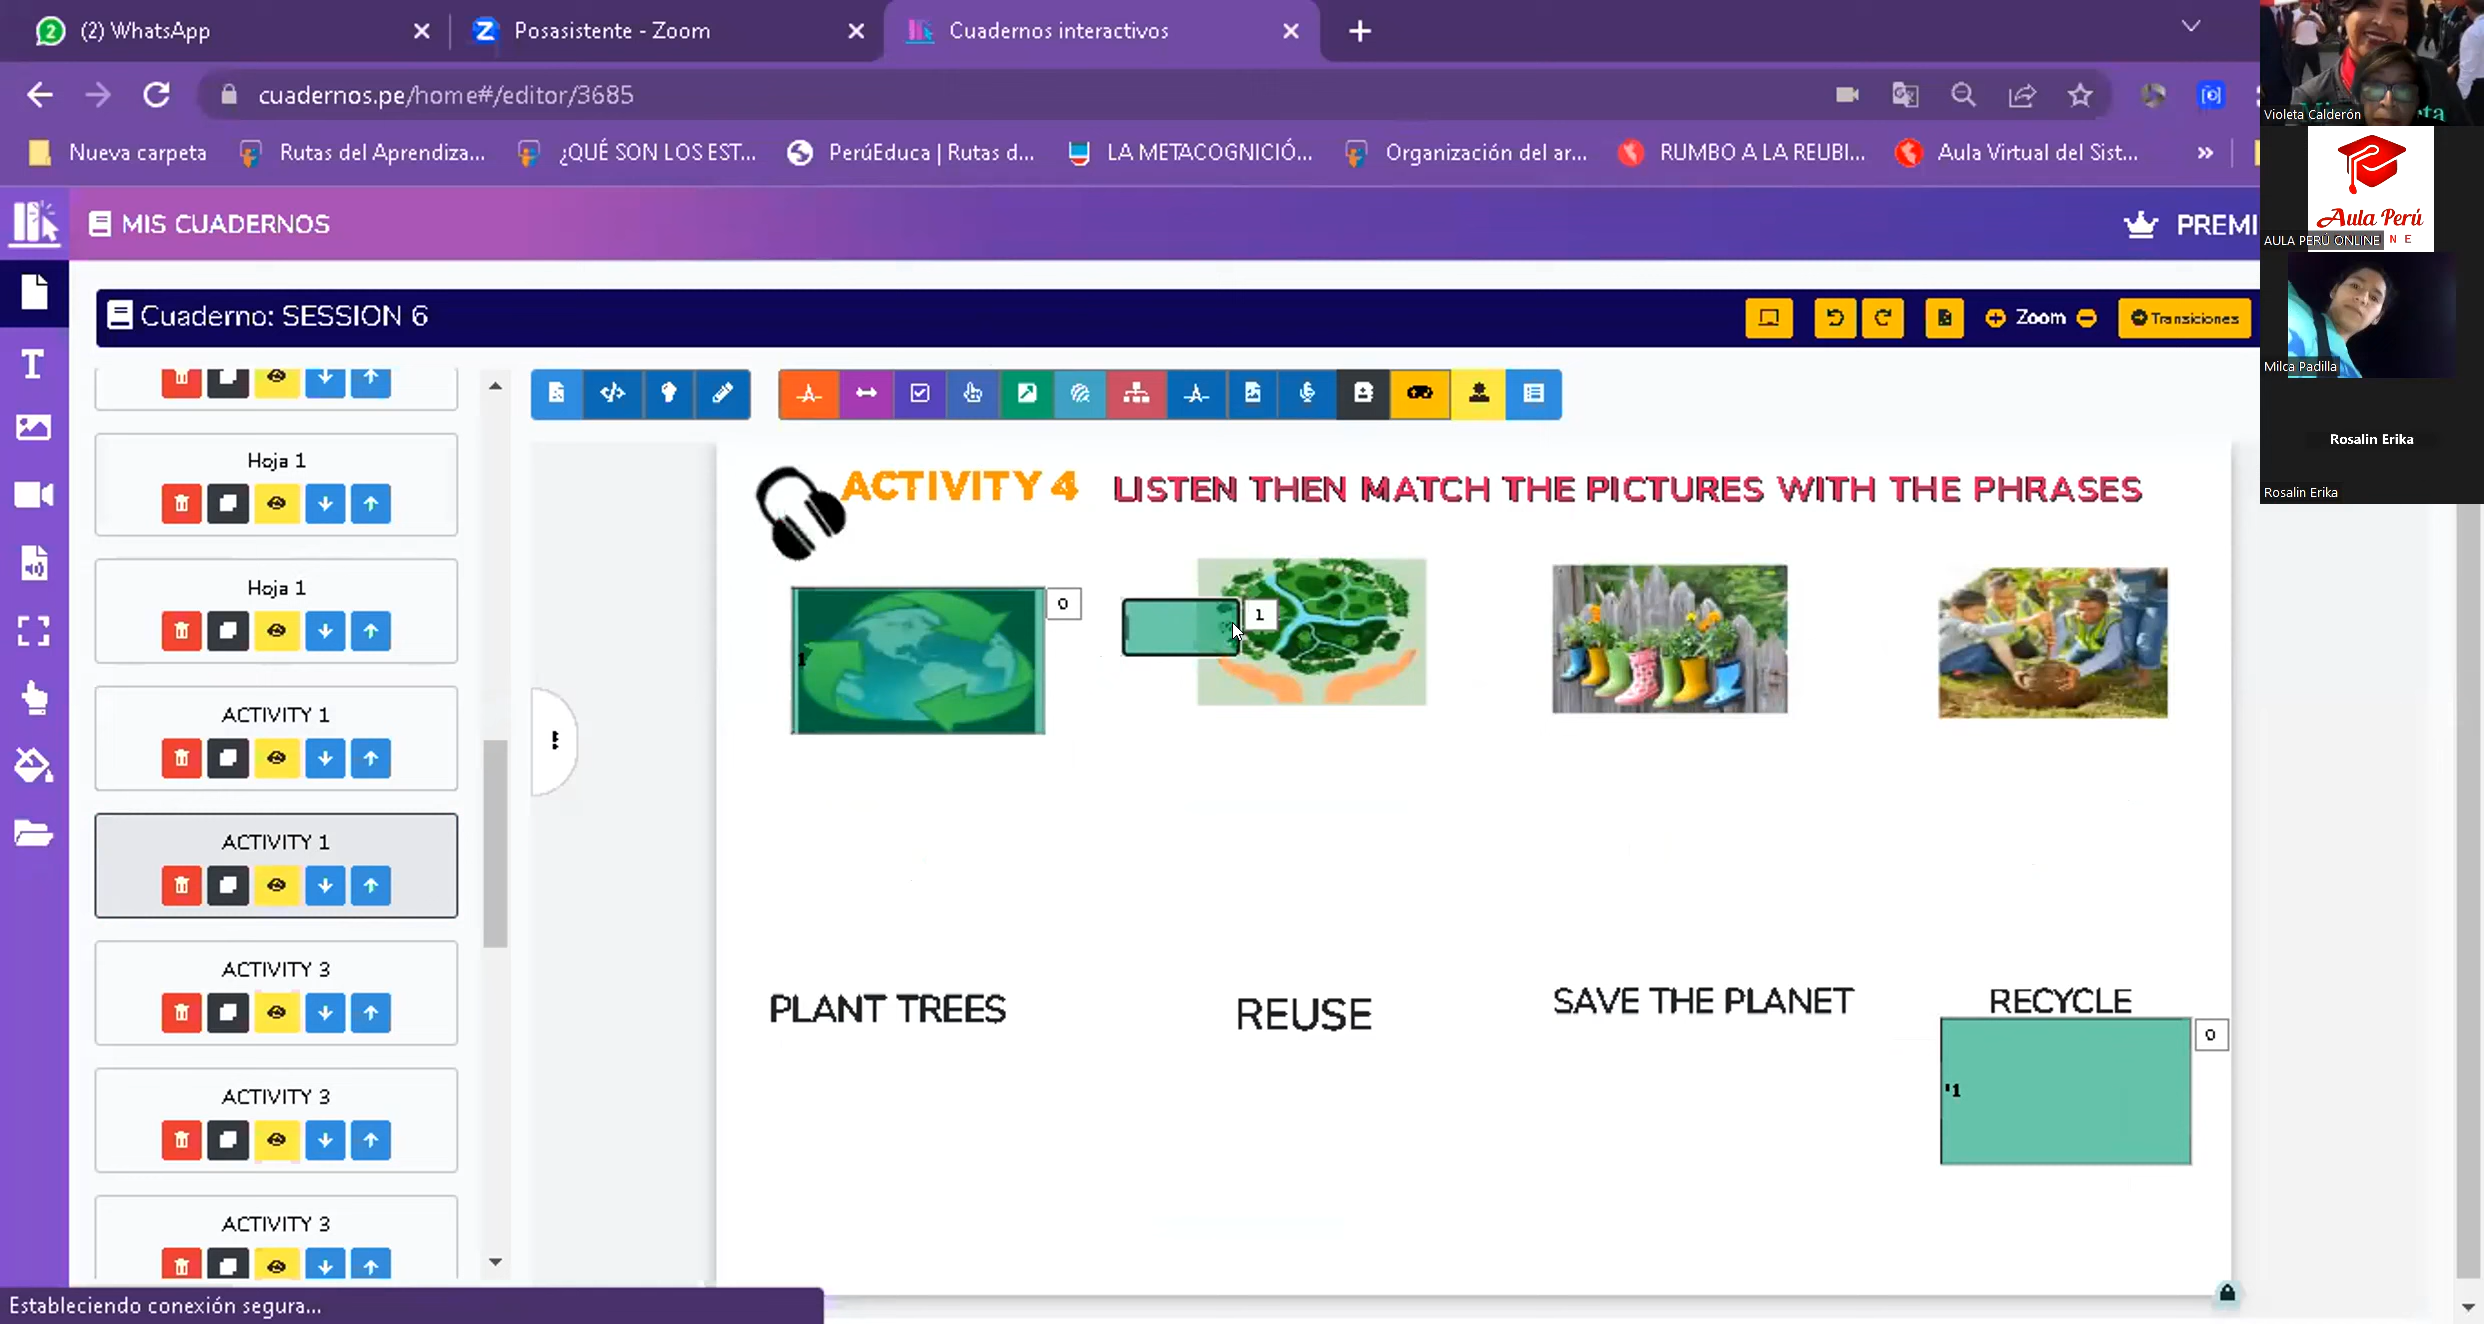 (2) WhatsApp
Posasistente - Zoom
Cuadernos interactivos
cuadernos.pe/home#/editor/3685
Nueva carpeta
Rutas del Aprendiza...
¿QUÉ SON LOS EST...
PerúEduca | Rutas d...
LA METACOGNICIÓ...
Organización del ar...
RUMBO A LA REUBI...
Aula Virtual del Sist...
MIS CUADERNOS
PREMI
Cuaderno: SESSION 6
Zoom
Transiciones
Hoja 1
Hoja 1
ACTIVITY 1
ACTIVITY 1
ACTIVITY 3
ACTIVITY 3
ACTIVITY 3
ACTIVITY 4
LISTEN THEN MATCH THE PICTURES WITH THE PHRASES
0
1
1
PLANT TREES
REUSE
SAVE THE PLANET
RECYCLE
0
'1
Estableciendo conexión segura...
Violeta Calderón
Aula Perú
AULA PERÚ ONLINE
N E
Milca Padilla
Rosalin Erika
Rosalin Erika